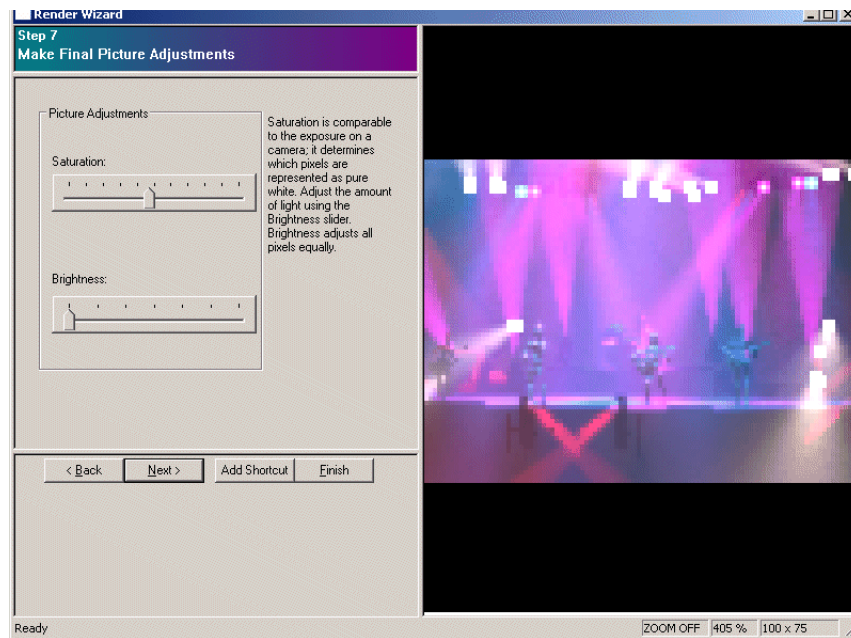 Render Wizard
Step 7
Make Final Picture Adjustments
Picture Adjustments
Saturation:
Saturation is comparable
to the exposure on a
camera; it determines
which pixels are
represented as pure
white. Adjust the amount
of light using the
Brightness slider.
Brightness adjusts all
pixels equally.
Brightness:
< Back
Next >
Add Shortcut
Finish
Ready
ZOOM OFF
405 %
100 x 75